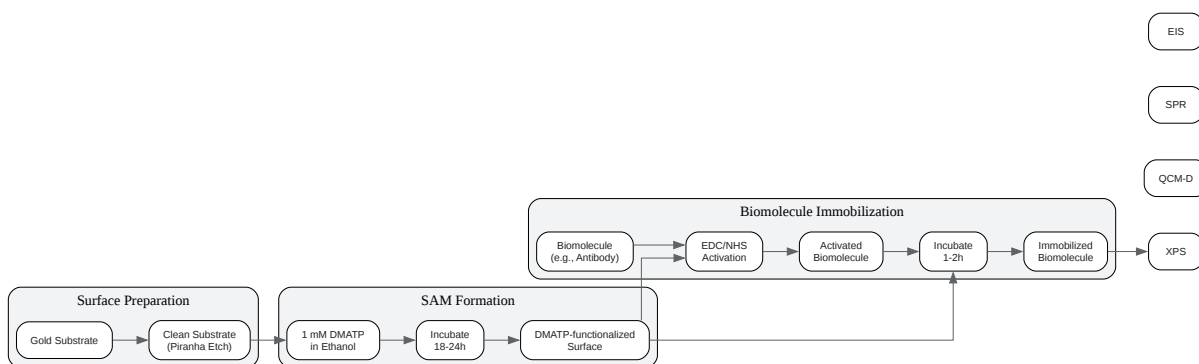 EIS
SPR
QCM-D
Biomolecule Immobilization
Biomolecule
(e.g., Antibody)
EDC/NHS
Activation
Activated
Biomolecule
Incubate
1-2h
Immobilized
Biomolecule
XPS
Surface Preparation
Gold Substrate
Clean Substrate
(Piranha Etch)
SAM Formation
1 mM DMATP
in Ethanol
Incubate
18-24h
DMATP-functionalized
Surface